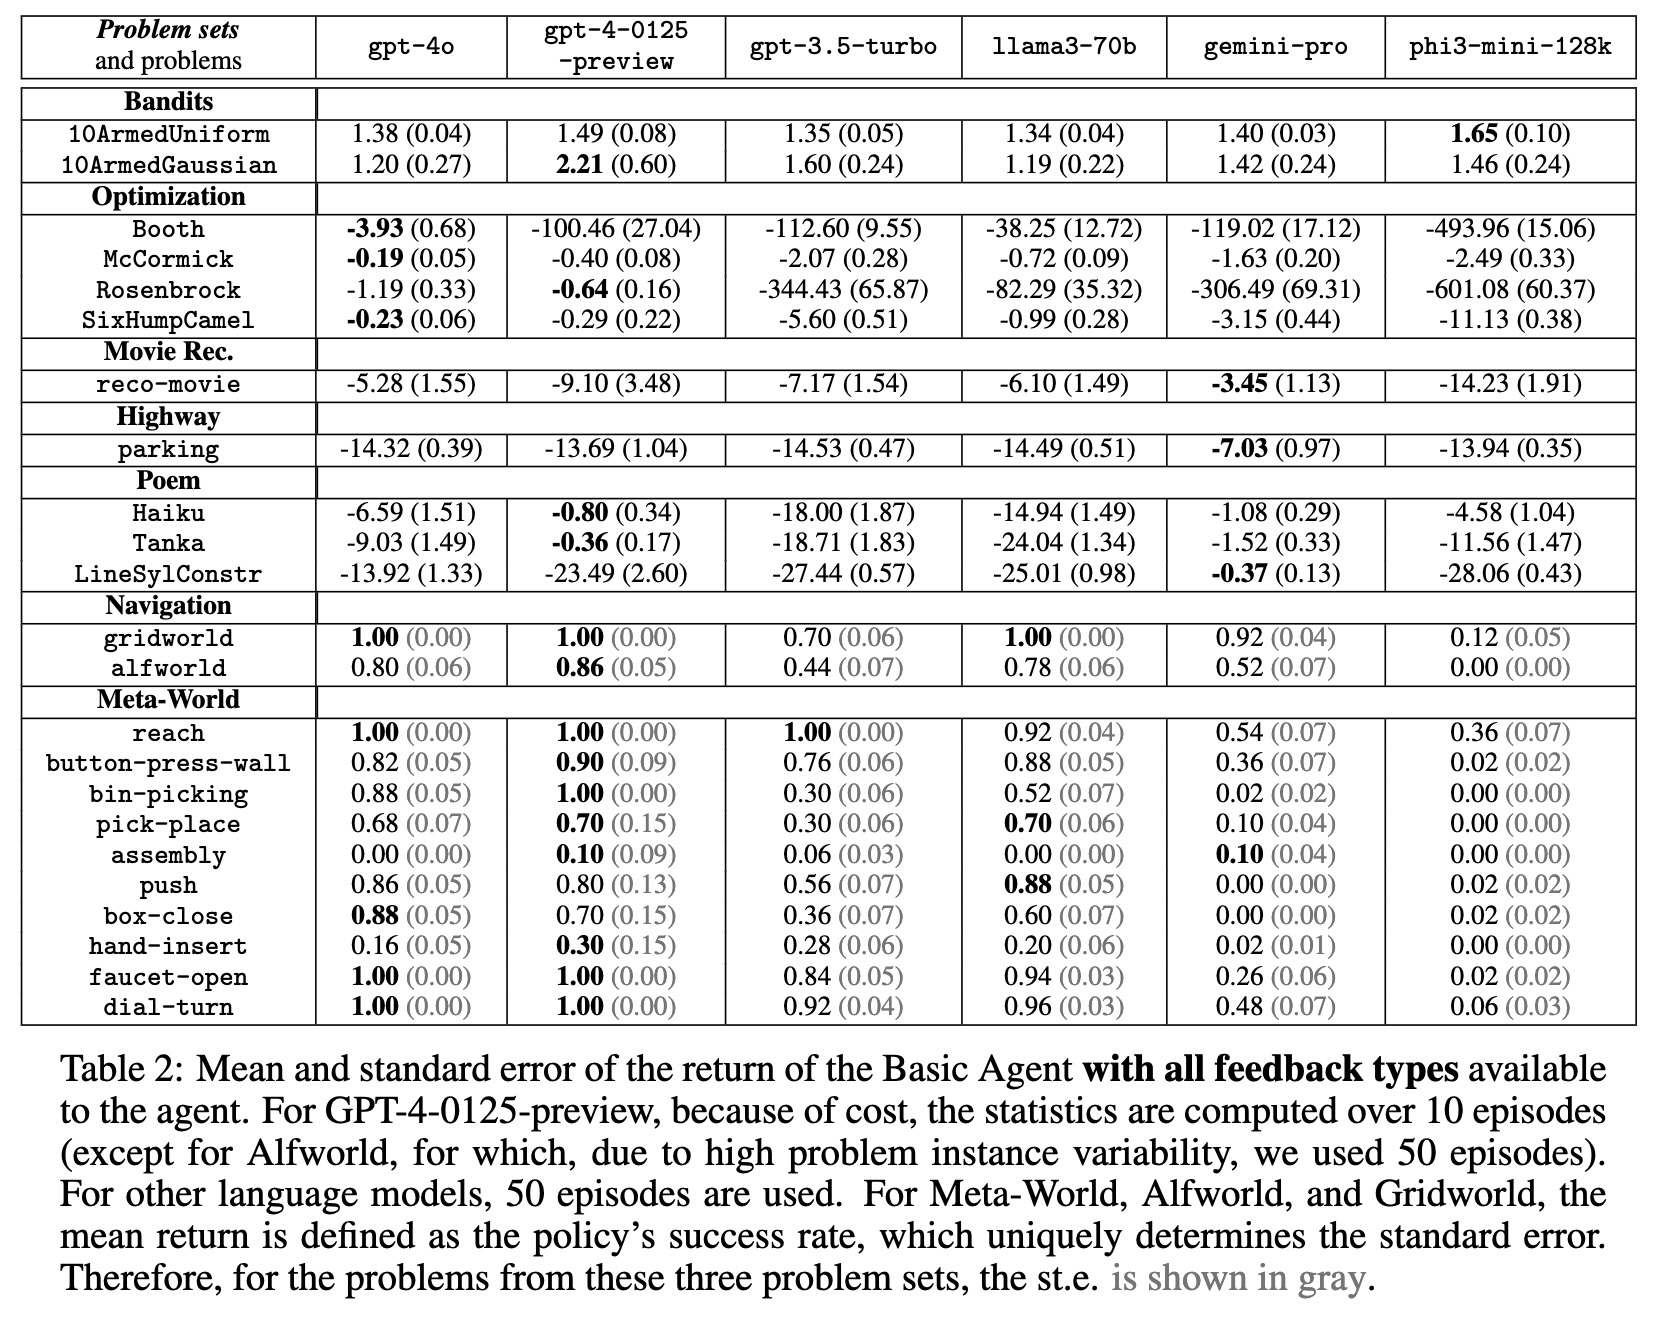 Problem sets and problems gpt-4o gpt-4-0125-preview gpt-3.5-turbo llama3-70b gemini-pro phi3-mini-128k
Bandits
10ArmedUniform 1.38 (0.04) 1.49 (0.08) 1.35 (0.05) 1.34 (0.04) 1.40 (0.03) 1.65 (0.10)
10ArmedGaussian 1.20 (0.27) 2.21 (0.60) 1.60 (0.24) 1.19 (0.22) 1.42 (0.24) 1.46 (0.24)
Optimization
Booth -3.93 (0.68) -100.46 (27.04) -112.60 (9.55) -38.25 (12.72) -119.02 (17.12) -493.96 (15.06)
McCormick -0.19 (0.05) -0.40 (0.08) -2.07 (0.28) -0.72 (0.09) -1.63 (0.20) -2.49 (0.33)
Rosenbrock -1.19 (0.33) -0.64 (0.16) -344.43 (65.87) -82.29 (35.32) -306.49 (69.31) -601.08 (60.37)
SixHumpCamel -0.23 (0.06) -0.29 (0.22) -5.60 (0.51) -0.99 (0.28) -3.15 (0.44) -11.13 (0.38)
Movie Rec.
reco-movie -5.28 (1.55) -9.10 (3.48) -7.17 (1.54) -6.10 (1.49) -3.45 (1.13) -14.23 (1.91)
Highway
parking -14.32 (0.39) -13.69 (1.04) -14.53 (0.47) -14.49 (0.51) -7.03 (0.97) -13.94 (0.35)
Poem
Haiku -6.59 (1.51) -0.80 (0.34) -18.00 (1.87) -14.94 (1.49) -1.08 (0.29) -4.58 (1.04)
Tanka -9.03 (1.49) -0.36 (0.17) -18.71 (1.83) -24.04 (1.34) -1.52 (0.33) -11.56 (1.47)
LineSylConstr -13.92 (1.33) -23.49 (2.60) -27.44 (0.57) -25.01 (0.98) -0.37 (0.13) -28.06 (0.43)
Navigation
gridworld 1.00 (0.00) 1.00 (0.00) 0.70 (0.06) 1.00 (0.00) 0.92 (0.04) 0.12 (0.05)
alfworld 0.80 (0.06) 0.86 (0.05) 0.44 (0.07) 0.78 (0.06) 0.52 (0.07) 0.00 (0.00)
Meta-World
reach 1.00 (0.00) 1.00 (0.00) 1.00 (0.00) 0.92 (0.04) 0.54 (0.07) 0.36 (0.07)
button-press-wall 0.82 (0.05) 0.90 (0.09) 0.76 (0.06) 0.88 (0.05) 0.36 (0.07) 0.02 (0.02)
bin-picking 0.88 (0.05) 1.00 (0.00) 0.30 (0.06) 0.52 (0.07) 0.02 (0.02) 0.00 (0.00)
pick-place 0.68 (0.07) 0.70 (0.15) 0.30 (0.06) 0.70 (0.06) 0.10 (0.04) 0.00 (0.00)
assembly 0.00 (0.00) 0.10 (0.09) 0.06 (0.03) 0.00 (0.00) 0.10 (0.04) 0.00 (0.00)
push 0.86 (0.05) 0.80 (0.13) 0.56 (0.07) 0.88 (0.05) 0.00 (0.00) 0.02 (0.02)
box-close 0.88 (0.05) 0.70 (0.15) 0.36 (0.07) 0.60 (0.07) 0.00 (0.00) 0.02 (0.02)
hand-insert 0.16 (0.05) 0.30 (0.15) 0.28 (0.06) 0.20 (0.06) 0.02 (0.01) 0.00 (0.00)
faucet-open 1.00 (0.00) 1.00 (0.00) 0.84 (0.05) 0.94 (0.03) 0.26 (0.06) 0.02 (0.02)
dial-turn 1.00 (0.00) 1.00 (0.00) 0.92 (0.04) 0.96 (0.03) 0.48 (0.07) 0.06 (0.03)
Table 2: Mean and standard error of the return of the Basic Agent with all feedback types available
to the agent. For GPT-4-0125-preview, because of cost, the statistics are computed over 10 episodes
(except for Alfworld, for which, due to high problem instance variability, we used 50 episodes).
For other language models, 50 episodes are used. For Meta-World, Alfworld, and Gridworld, the
mean return is defined as the policy's success rate, which uniquely determines the standard error.
Therefore, for the problems from these three problem sets, the st.e. is shown in gray.